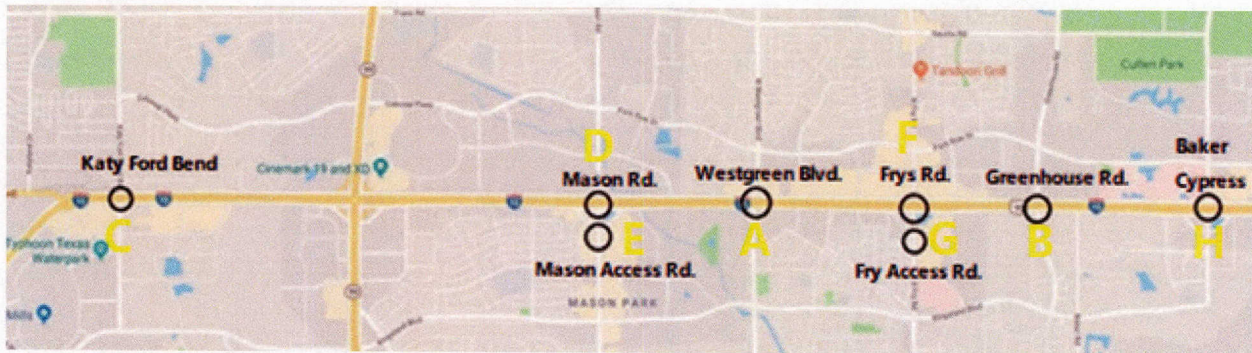 Tandoori Grill
Cullen Park
D
F
Baker
Katy Ford Bend
Cinemark 19 and XD
Mason Rd.
Westgreen Blvd.
Frys Rd.
Greenhouse Rd.
Cypress
C
E
A
G
B
H
Typhoon Texas
Waterpark
Mason Access Rd.
Fry Access Rd.
MASON PARK
Mills